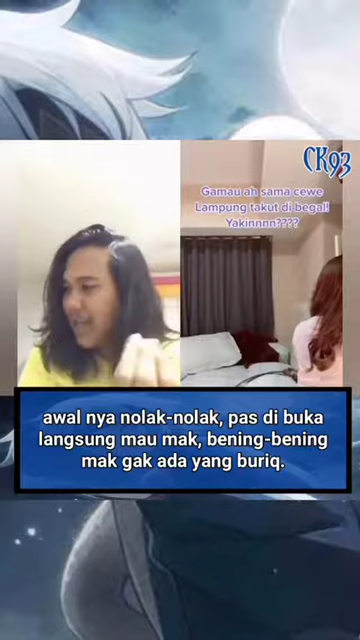 CK93
Gamau ah sama cewe
Lampung takut di begal!
Yakinnnn????
awal nya nolak-nolak, pas di buka
langsung mau mak, bening-bening
mak gak ada yang buriq.